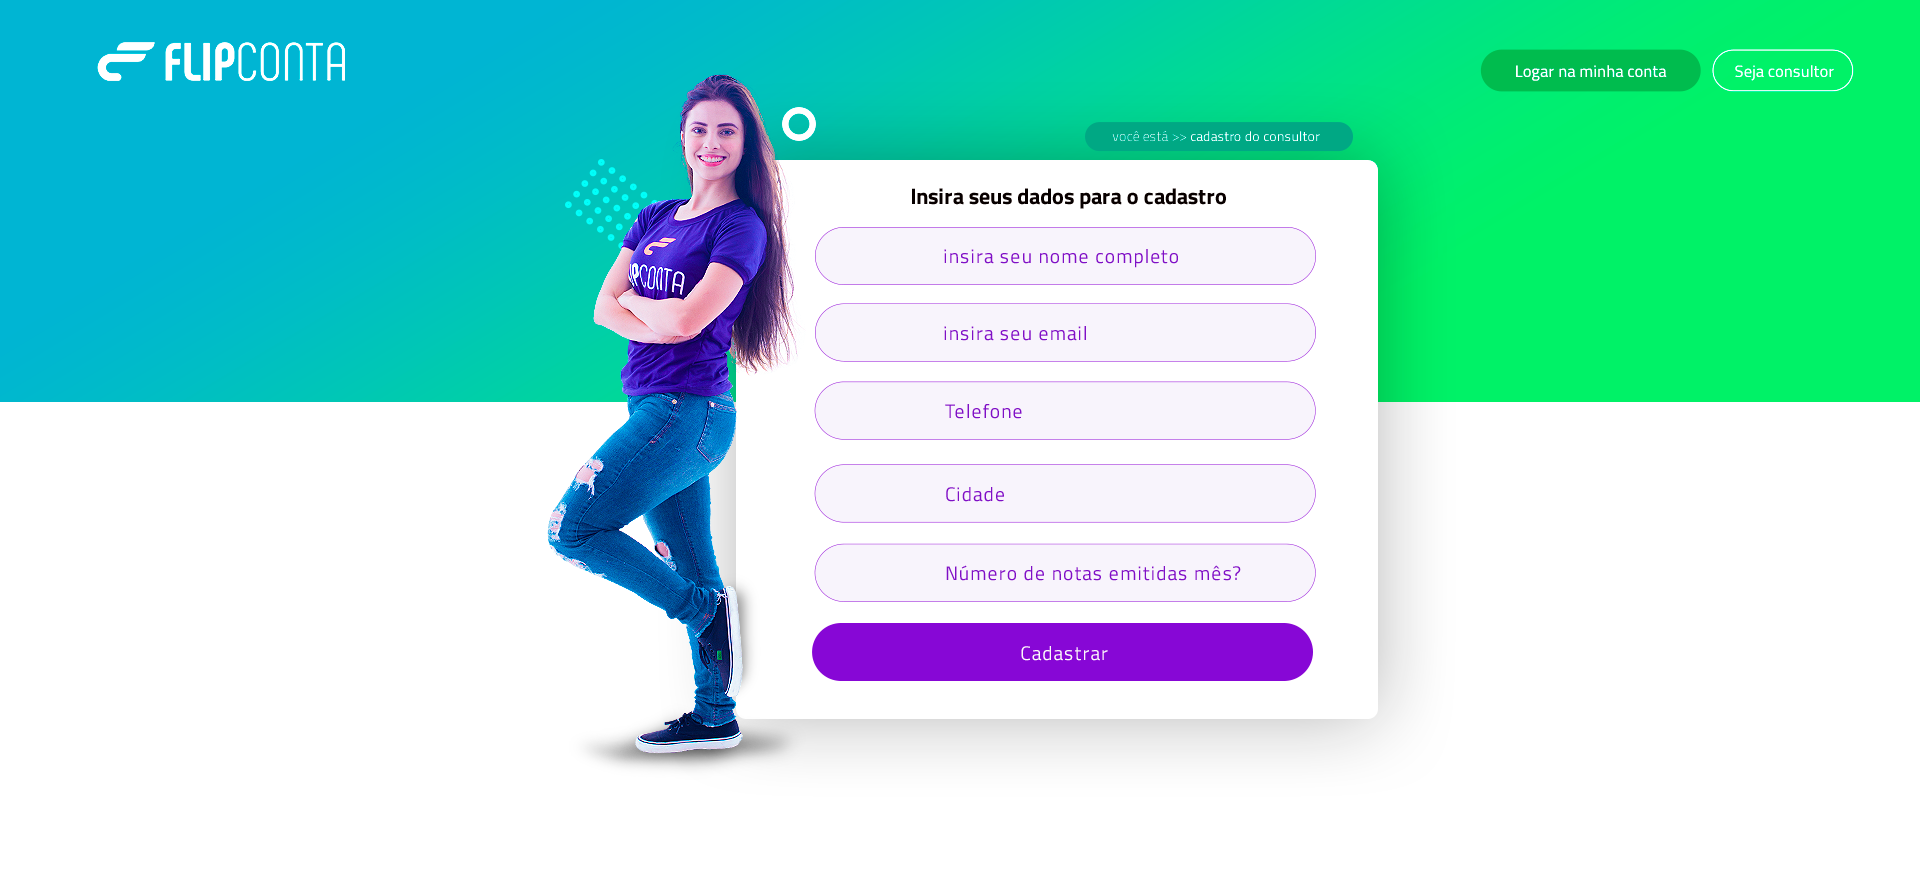 FLIPCONTA
Logar na minha conta
Seja consultor
você está >> cadastro do consultor
Insira seus dados para o cadastro
insira seu nome completo
insira seu email
Telefone
Cidade
Número de notas emitidas mês?
Cadastrar
IPCONTA